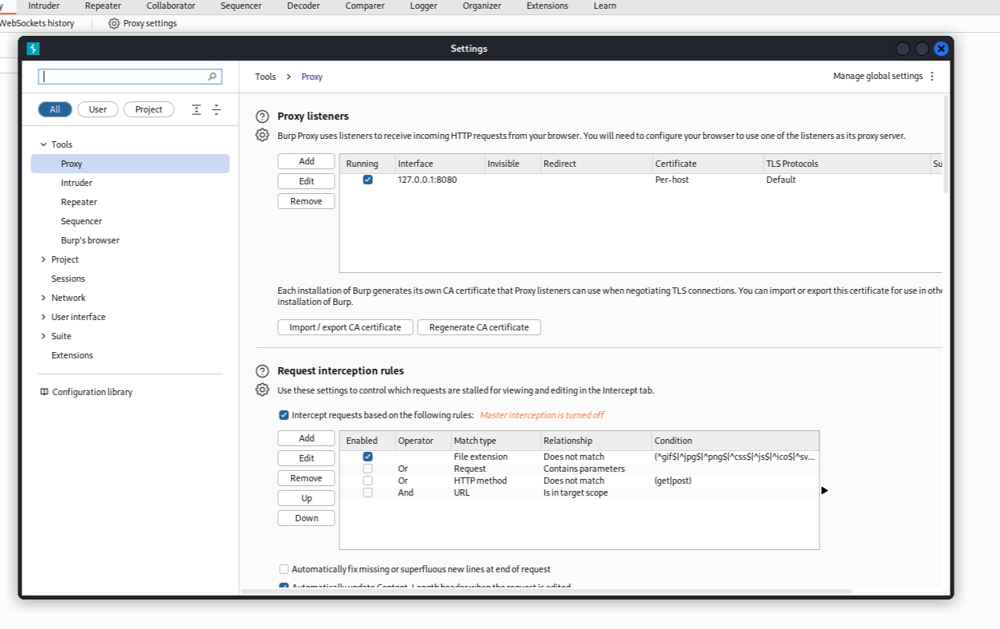 Intruder Repeater Collaborator Sequencer Decoder Comparer Logger Organizer Extensions Learn
WebSockets history Proxy settings
Settings
Tools > Proxy
Manage global settings
All User Project
Tools
Proxy
Intruder
Repeater
Sequencer
Burp's browser
Project
Sessions
Network
User interface
Suite
Extensions
Configuration library
Proxy listeners
Burp Proxy uses listeners to receive incoming HTTP requests from your browser. You will need to configure your browser to use one of the listeners as its proxy server.
Add
Edit
Remove
Running Interface Invisible Redirect Certificate TLS Protocols Su
127.0.0.1:8080 Per-host Default
Each installation of Burp generates its own CA certificate that Proxy listeners can use when negotiating TLS connections. You can import or export this certificate for use in othe
installation of Burp.
Import / export CA certificate Regenerate CA certificate
Request interception rules
Use these settings to control which requests are stalled for viewing and editing in the Intercept tab.
Intercept requests based on the following rules: Master interception is turned off
Add
Edit
Remove
Up
Down
Enabled Operator Match type Relationship Condition
File extension Does not match (^gif$|^jpg$|^png$|^css$|^js$|^ico$|^sv...
Or Request Contains parameters
Or HTTP method Does not match (get|post)
And URL Is in target scope
Automatically fix missing or superfluous new lines at end of request
Automatically update Content-Length header when the request is edited